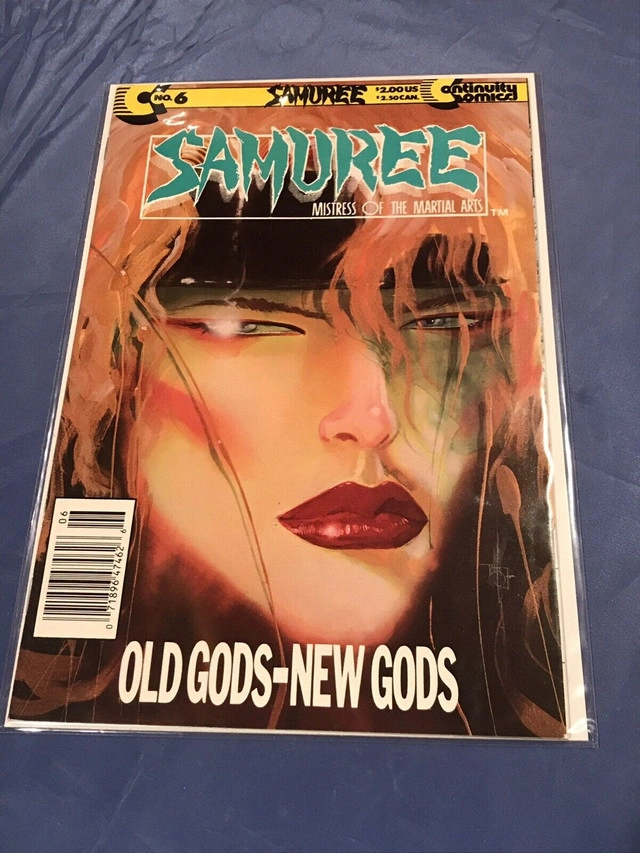 NO. 6
SAMUREE
$2.00 US
$2.50 CAN.
Continuity Comics
SAMUREE
MISTRESS OF THE MARTIAL ARTS TM
06
0 71896 47462 6
OLD GODS-NEW GODS